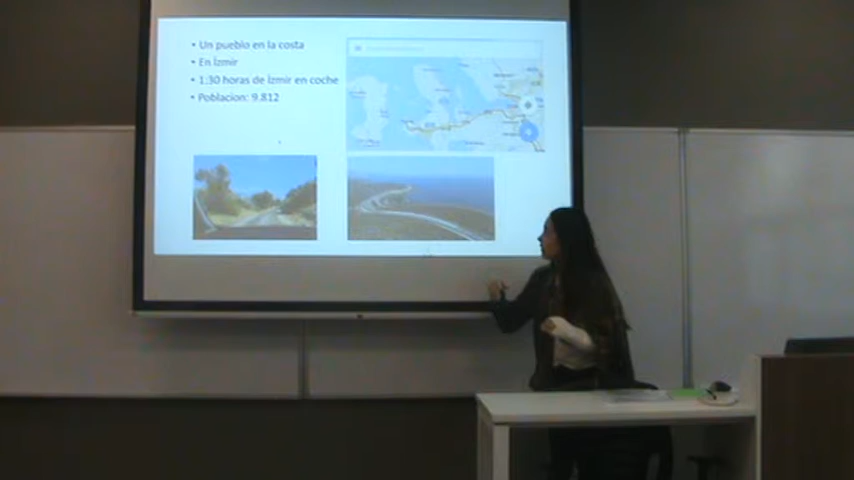 • Un pueblo en la costa
• En İzmir
• 1:30 horas de İzmir en coche
• Poblacion: 9.812